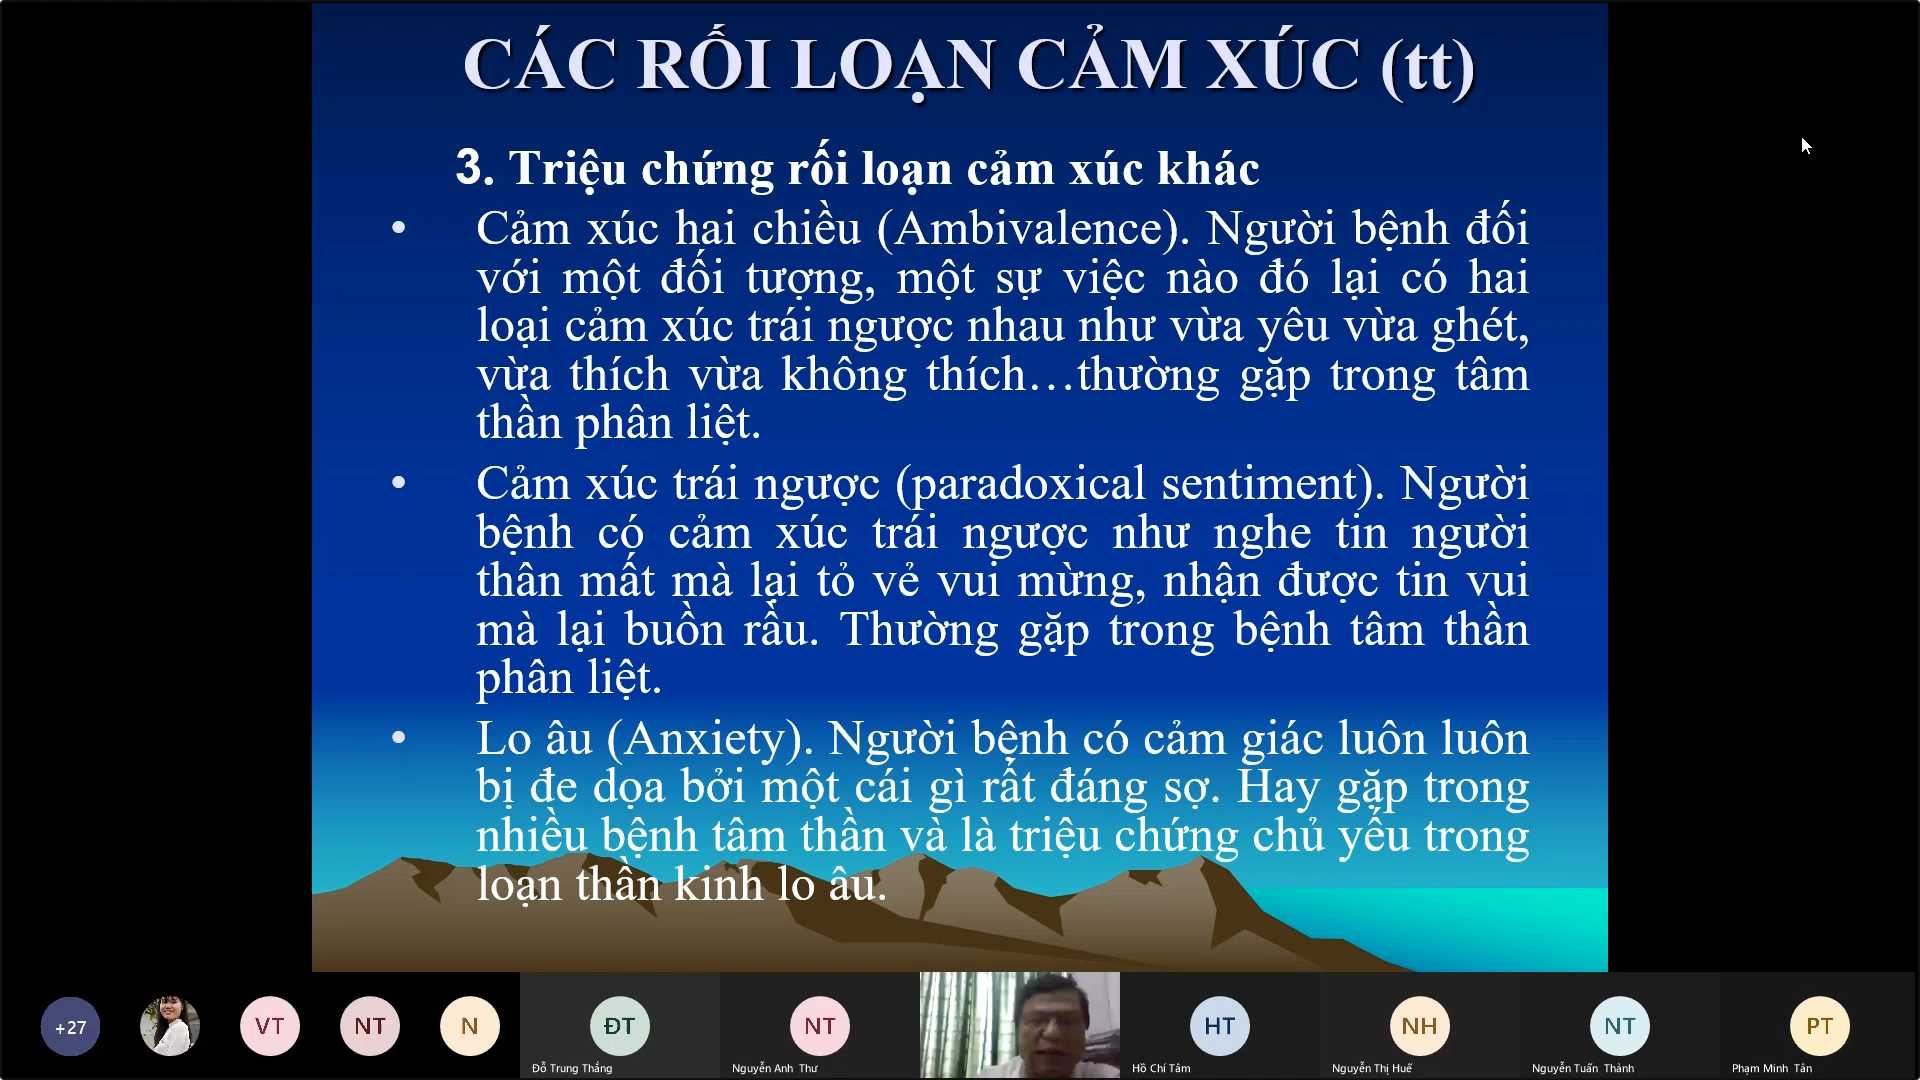 CÁC RỐI LOẠN CẢM XÚC (tt)
3. Triệu chứng rối loạn cảm xúc khác
• Cảm xúc hai chiều (Ambivalence). Người bệnh đối
với một đối tượng, một sự việc nào đó lại có hai
loại cảm xúc trái ngược nhau như vừa yêu vừa ghét,
vừa thích vừa không thích…thường gặp trong tâm
thần phân liệt.
• Cảm xúc trái ngược (paradoxical sentiment). Người
bệnh có cảm xúc trái ngược như nghe tin người
thân mất mà lại tỏ vẻ vui mừng, nhận được tin vui
mà lại buồn rầu. Thường gặp trong bệnh tâm thần
phân liệt.
• Lo âu (Anxiety). Người bệnh có cảm giác luôn luôn
bị đe dọa bởi một cái gì rất đáng sợ. Hay gặp trong
nhiều bệnh tâm thần và là triệu chứng chủ yếu trong
loạn thần kinh lo âu.
+27
VT
NT
N
ĐT
Đỗ Trung Thắng
NT
Nguyễn Anh Thư
HT
Hồ Chí Tâm
NH
Nguyễn Thị Huế
NT
Nguyễn Tuấn Thành
PT
Phạm Minh Tân